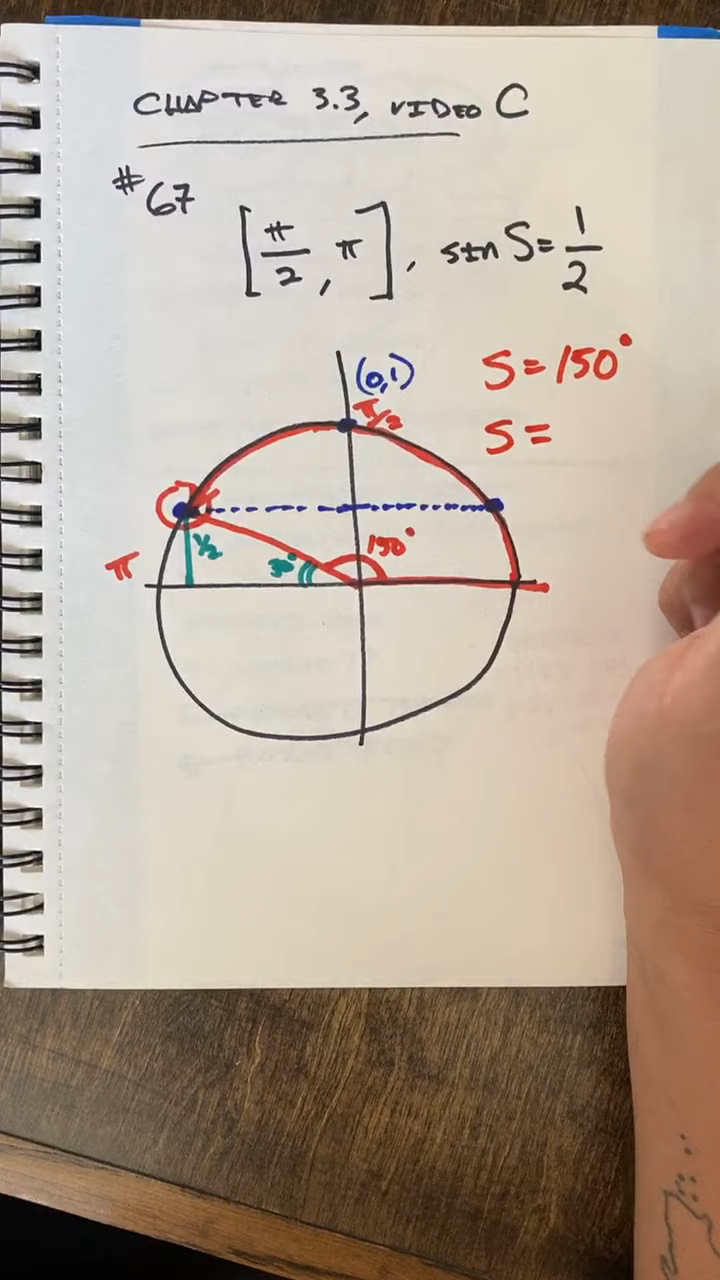 CHAPTER 3.3, VIDEO C
#67 [π/2, π], sin S = 1/2
(0,1)
S = 150°
π/2
S =
1/2
30°
150°
π